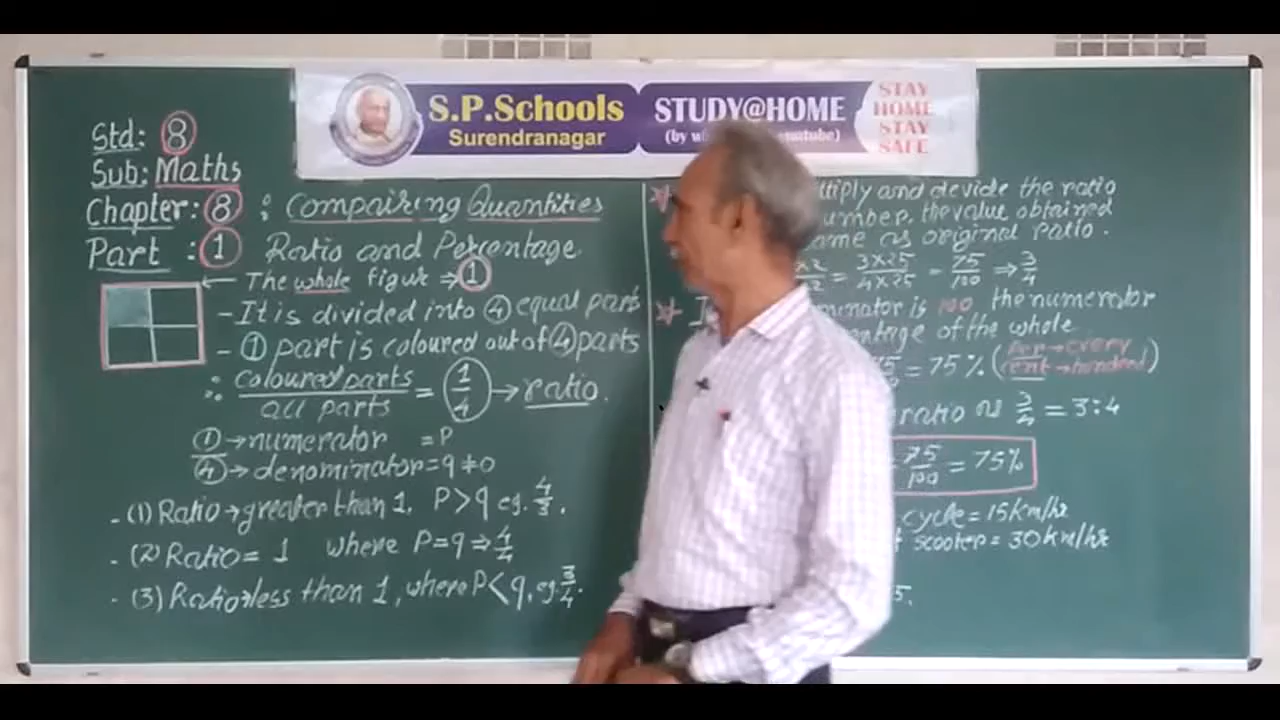 S.P.Schools
Surendranagar
STUDY@HOME
(by
STAY
HOME
STAY
SAFE
Std: 8
Sub: Maths
Chapter: 8 : Compairing Quantities
Part : 1 Ratio and Percentage
← The whole figure ⇒ 1
- It is divided into 4 equal parts
- 1 part is coloured out of 4 parts
∴ coloured parts / all parts = 1/4 → ratio.
1 → numerator = P
4 → denominator = q ≠ 0
- (1) Ratio → greater than 1, P > q eg. 4/3.
- (2) Ratio = 1 where P = q ⇒ 4/4
- (3) Ratio → less than 1, where P < q, eg. 3/4.
and devide the ratio
the value obtained
as original ratio.
3×25/4×25 = 75/100 ⇒ 3/4
is 100 the numerator
of the whole
= 75% (per → every
cent → hundred)
ratio as 3/4 = 3:4
75/100 = 75%
cycle = 15 km/hr
scooter = 30 km/hr